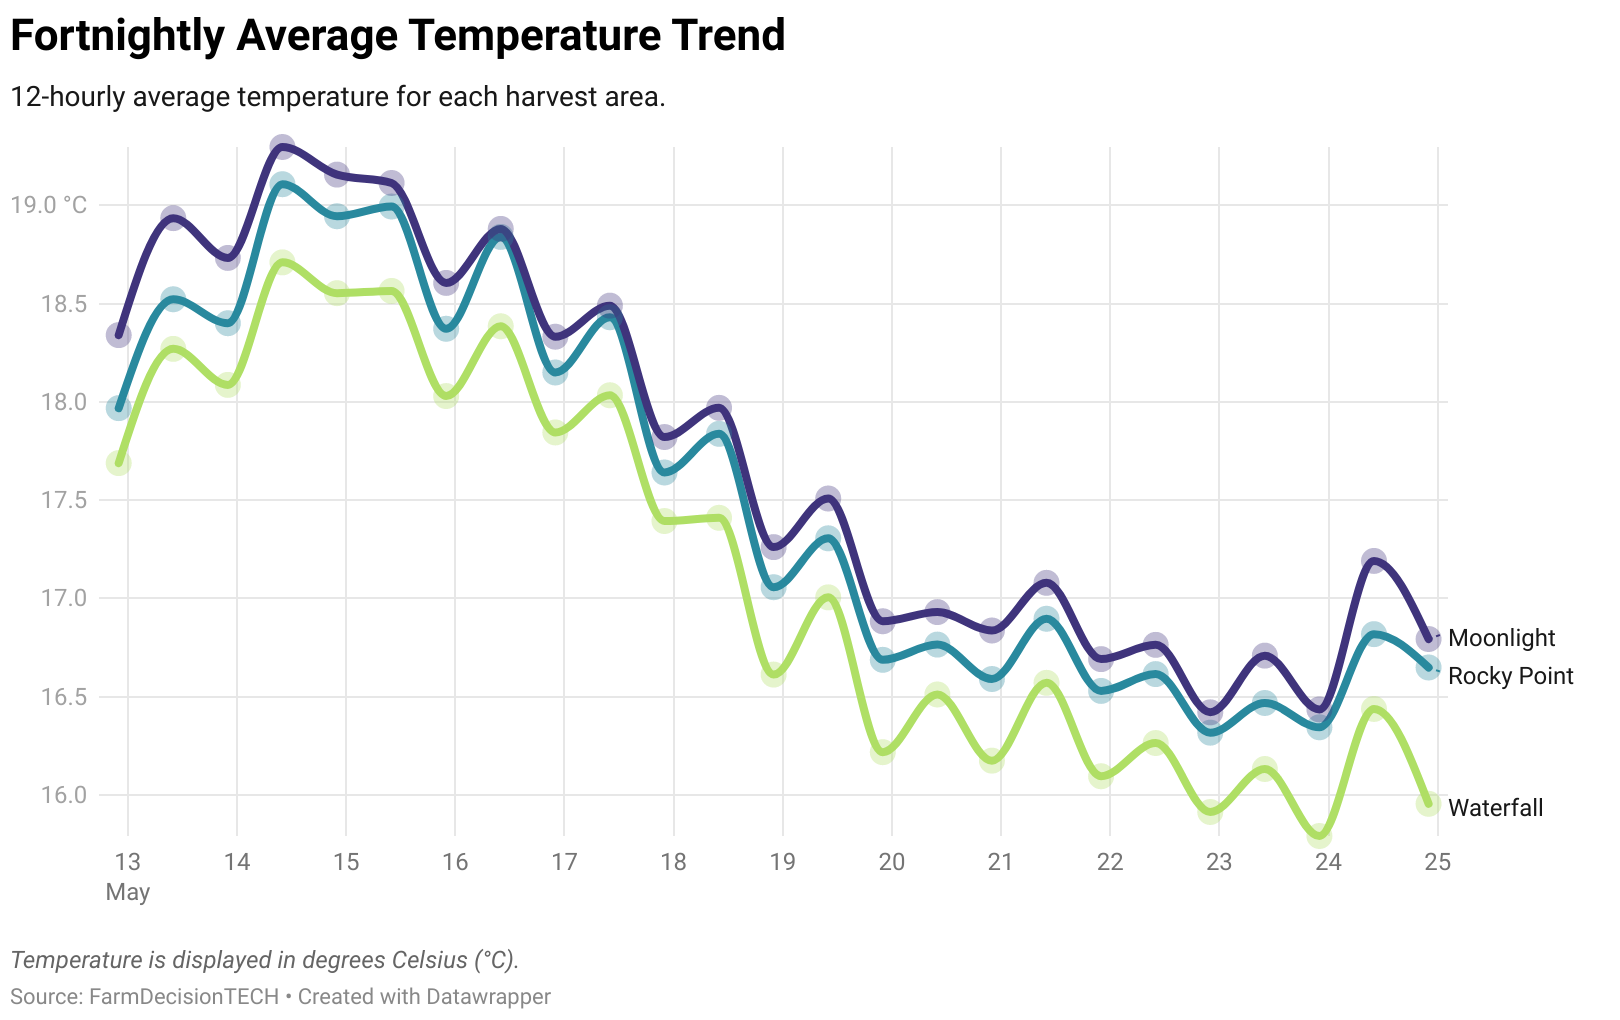 Fortnightly Average Temperature Trend
12-hourly average temperature for each harvest area.
19.0 °C
18.5
18.0
17.5
17.0
16.5
16.0
Moonlight
Rocky Point
Waterfall
13 14 15 16 17 18 19 20 21 22 23 24 25
May
Temperature is displayed in degrees Celsius (°C).
Source: FarmDecisionTECH • Created with Datawrapper